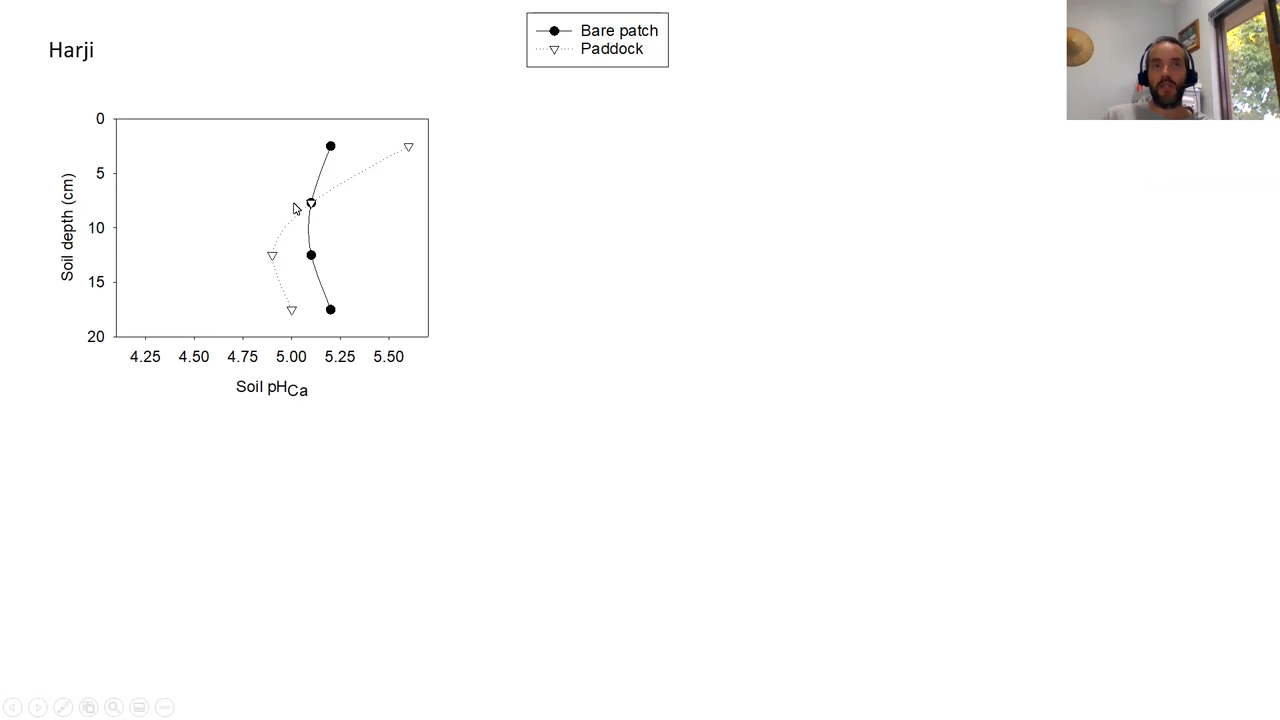 Harji
Bare patch
Paddock
0
5
10
15
20
Soil depth (cm)
4.25 4.50 4.75 5.00 5.25 5.50
Soil pHCa